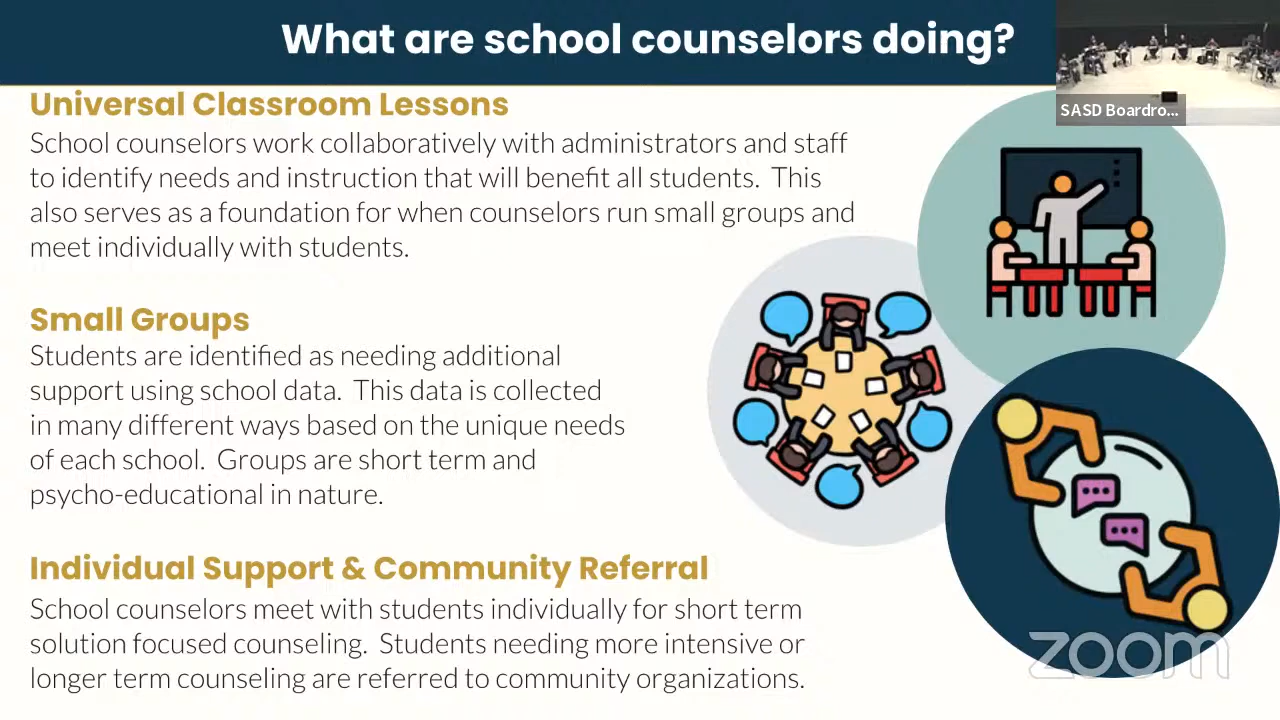 What are school counselors doing?
SASD Boardro...
Universal Classroom Lessons
School counselors work collaboratively with administrators and staff
to identify needs and instruction that will benefit all students.  This
also serves as a foundation for when counselors run small groups and
meet individually with students.
Small Groups
Students are identified as needing additional
support using school data.  This data is collected
in many different ways based on the unique needs
of each school.  Groups are short term and
psycho-educational in nature.
Individual Support & Community Referral
School counselors meet with students individually for short term
solution focused counseling.  Students needing more intensive or
longer term counseling are referred to community organizations.
zoom